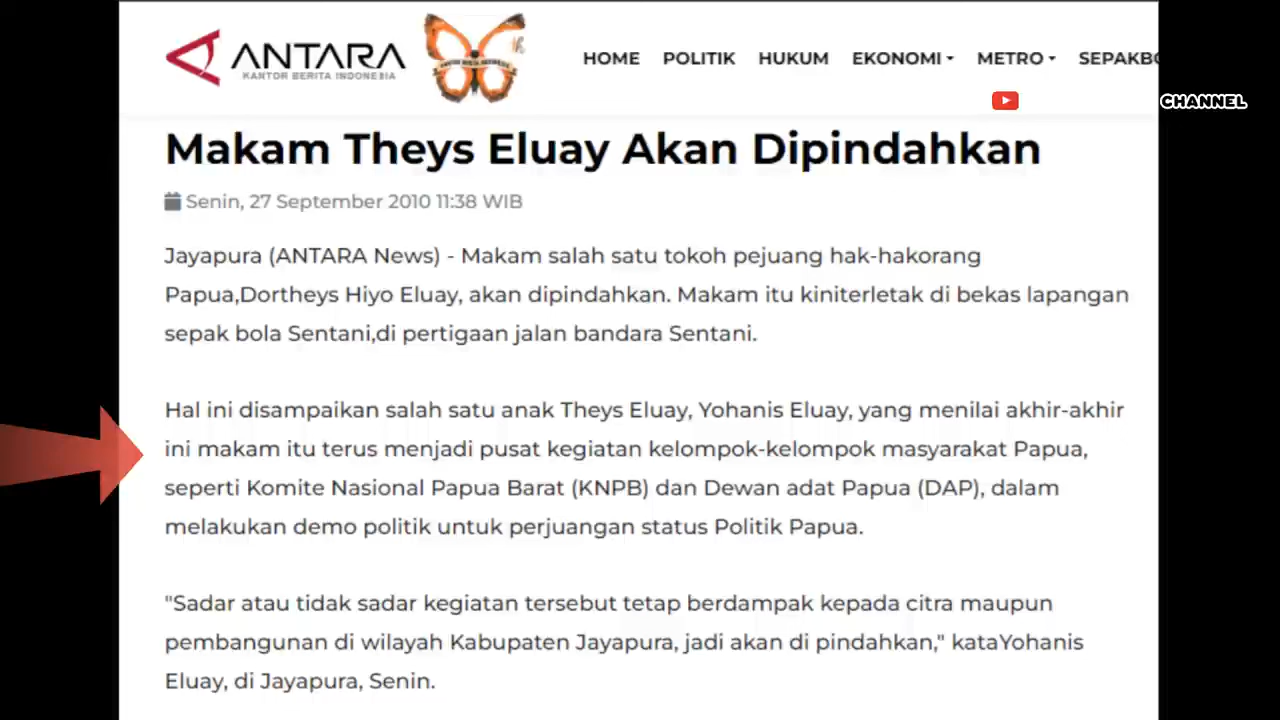 ANTARA
KANTOR BERITA INDONESIA
HOME POLITIK HUKUM EKONOMI METRO SEPAKBO
CHANNEL
Makam Theys Eluay Akan Dipindahkan
Senin, 27 September 2010 11:38 WIB
Jayapura (ANTARA News) - Makam salah satu tokoh pejuang hak-hakorang
Papua,Dortheys Hiyo Eluay, akan dipindahkan. Makam itu kiniterletak di bekas lapangan
sepak bola Sentani,di pertigaan jalan bandara Sentani.
Hal ini disampaikan salah satu anak Theys Eluay, Yohanis Eluay, yang menilai akhir-akhir
ini makam itu terus menjadi pusat kegiatan kelompok-kelompok masyarakat Papua,
seperti Komite Nasional Papua Barat (KNPB) dan Dewan adat Papua (DAP), dalam
melakukan demo politik untuk perjuangan status Politik Papua.
"Sadar atau tidak sadar kegiatan tersebut tetap berdampak kepada citra maupun
pembangunan di wilayah Kabupaten Jayapura, jadi akan di pindahkan," kataYohanis
Eluay, di Jayapura, Senin.